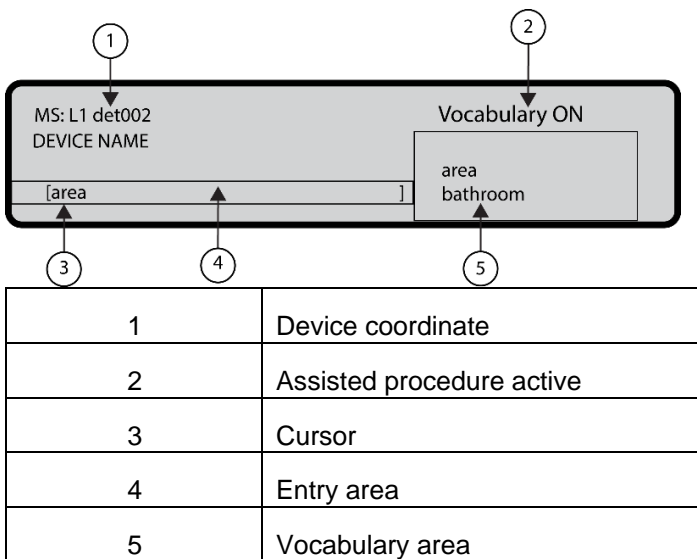 1
2
MS: L1 det002
Vocabulary ON
DEVICE NAME
area
[area ]
bathroom
3
4
5
1 Device coordinate
2 Assisted procedure active
3 Cursor
4 Entry area
5 Vocabulary area